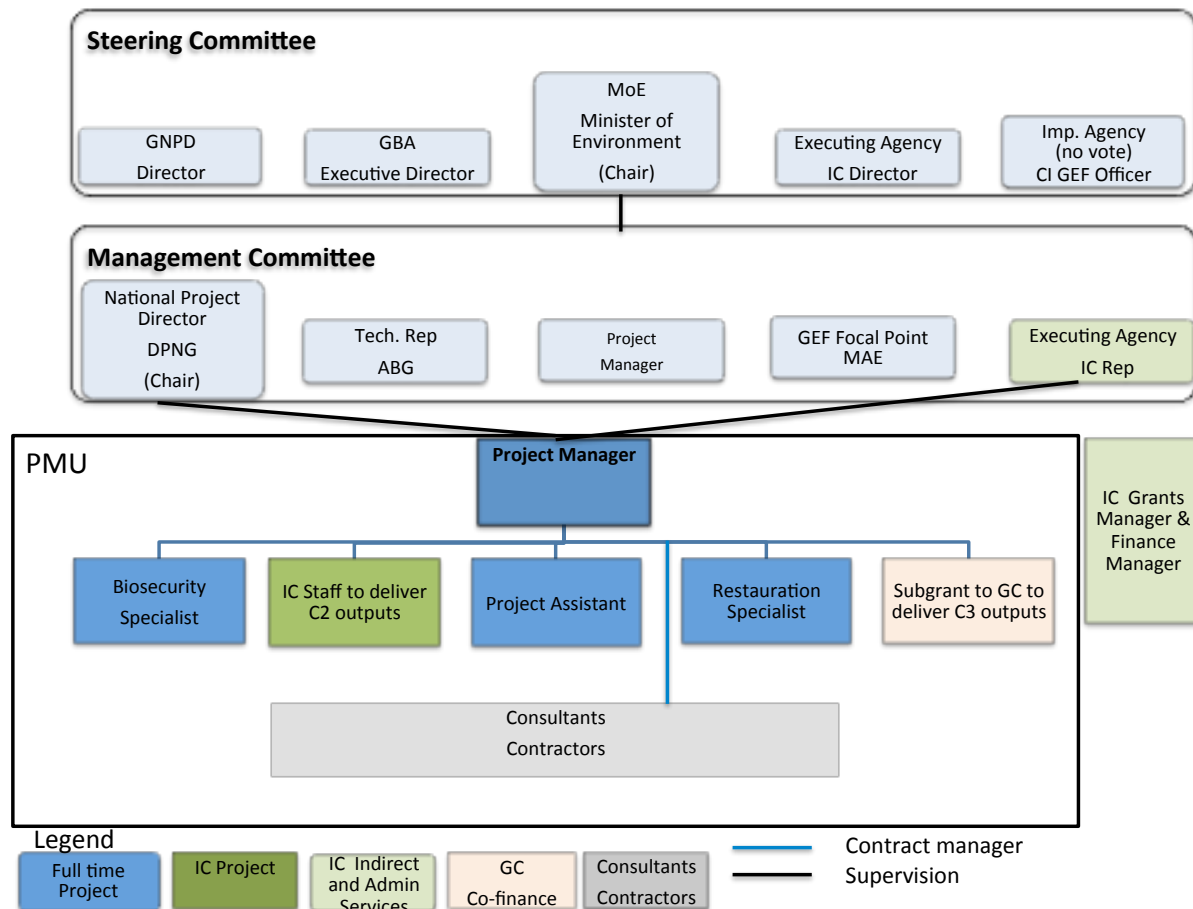 Steering Committee
GNPD
Director
GBA
Executive Director
MoE
Minister of
Environment
(Chair)
Executing Agency
IC Director
Imp. Agency
(no vote)
CI GEF Officer
Management Committee
National Project
Director
DPNG
(Chair)
Tech. Rep
ABG
Project
Manager
GEF Focal Point
MAE
Executing Agency
IC Rep
PMU
Project Manager
IC Grants
Manager &
Finance
Manager
Biosecurity
Specialist
IC Staff to deliver
C2 outputs
Project Assistant
Restauration
Specialist
Subgrant to GC to
deliver C3 outputs
Consultants
Contractors
Legend
Full time
Project
IC Project
IC Indirect
and Admin
Services
GC
Co-finance
Consultants
Contractors
Contract manager
Supervision